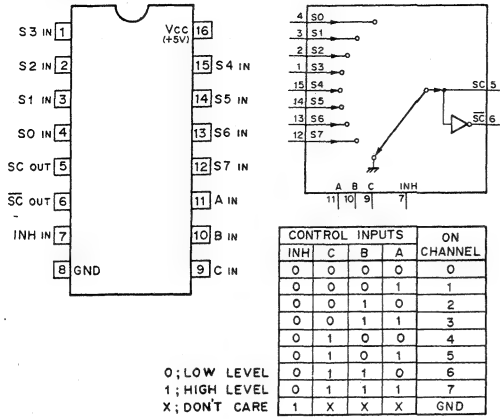 S3 IN 1
S2 IN 2
S1 IN 3
S0 IN 4
SC OUT 5
SC OUT 6
INH IN 7
8 GND
VCC 16
(+5V)
15 S4 IN
14 S5 IN
13 S6 IN
12 S7 IN
11 A IN
10 B IN
9 C IN
4 S0
3 S1
2 S2
1 S3
15 S4
14 S5
13 S6
12 S7
SC 5
SC 6
A B C INH
11 10 9 7
CONTROL INPUTS ON CHANNEL
INH C B A
0 0 0 0 0
0 0 0 1 1
0 0 1 0 2
0 0 1 1 3
0 1 0 0 4
0 1 0 1 5
0 1 1 0 6
0 1 1 1 7
1 X X X GND
0 ; LOW LEVEL
1 ; HIGH LEVEL
X ; DON'T CARE